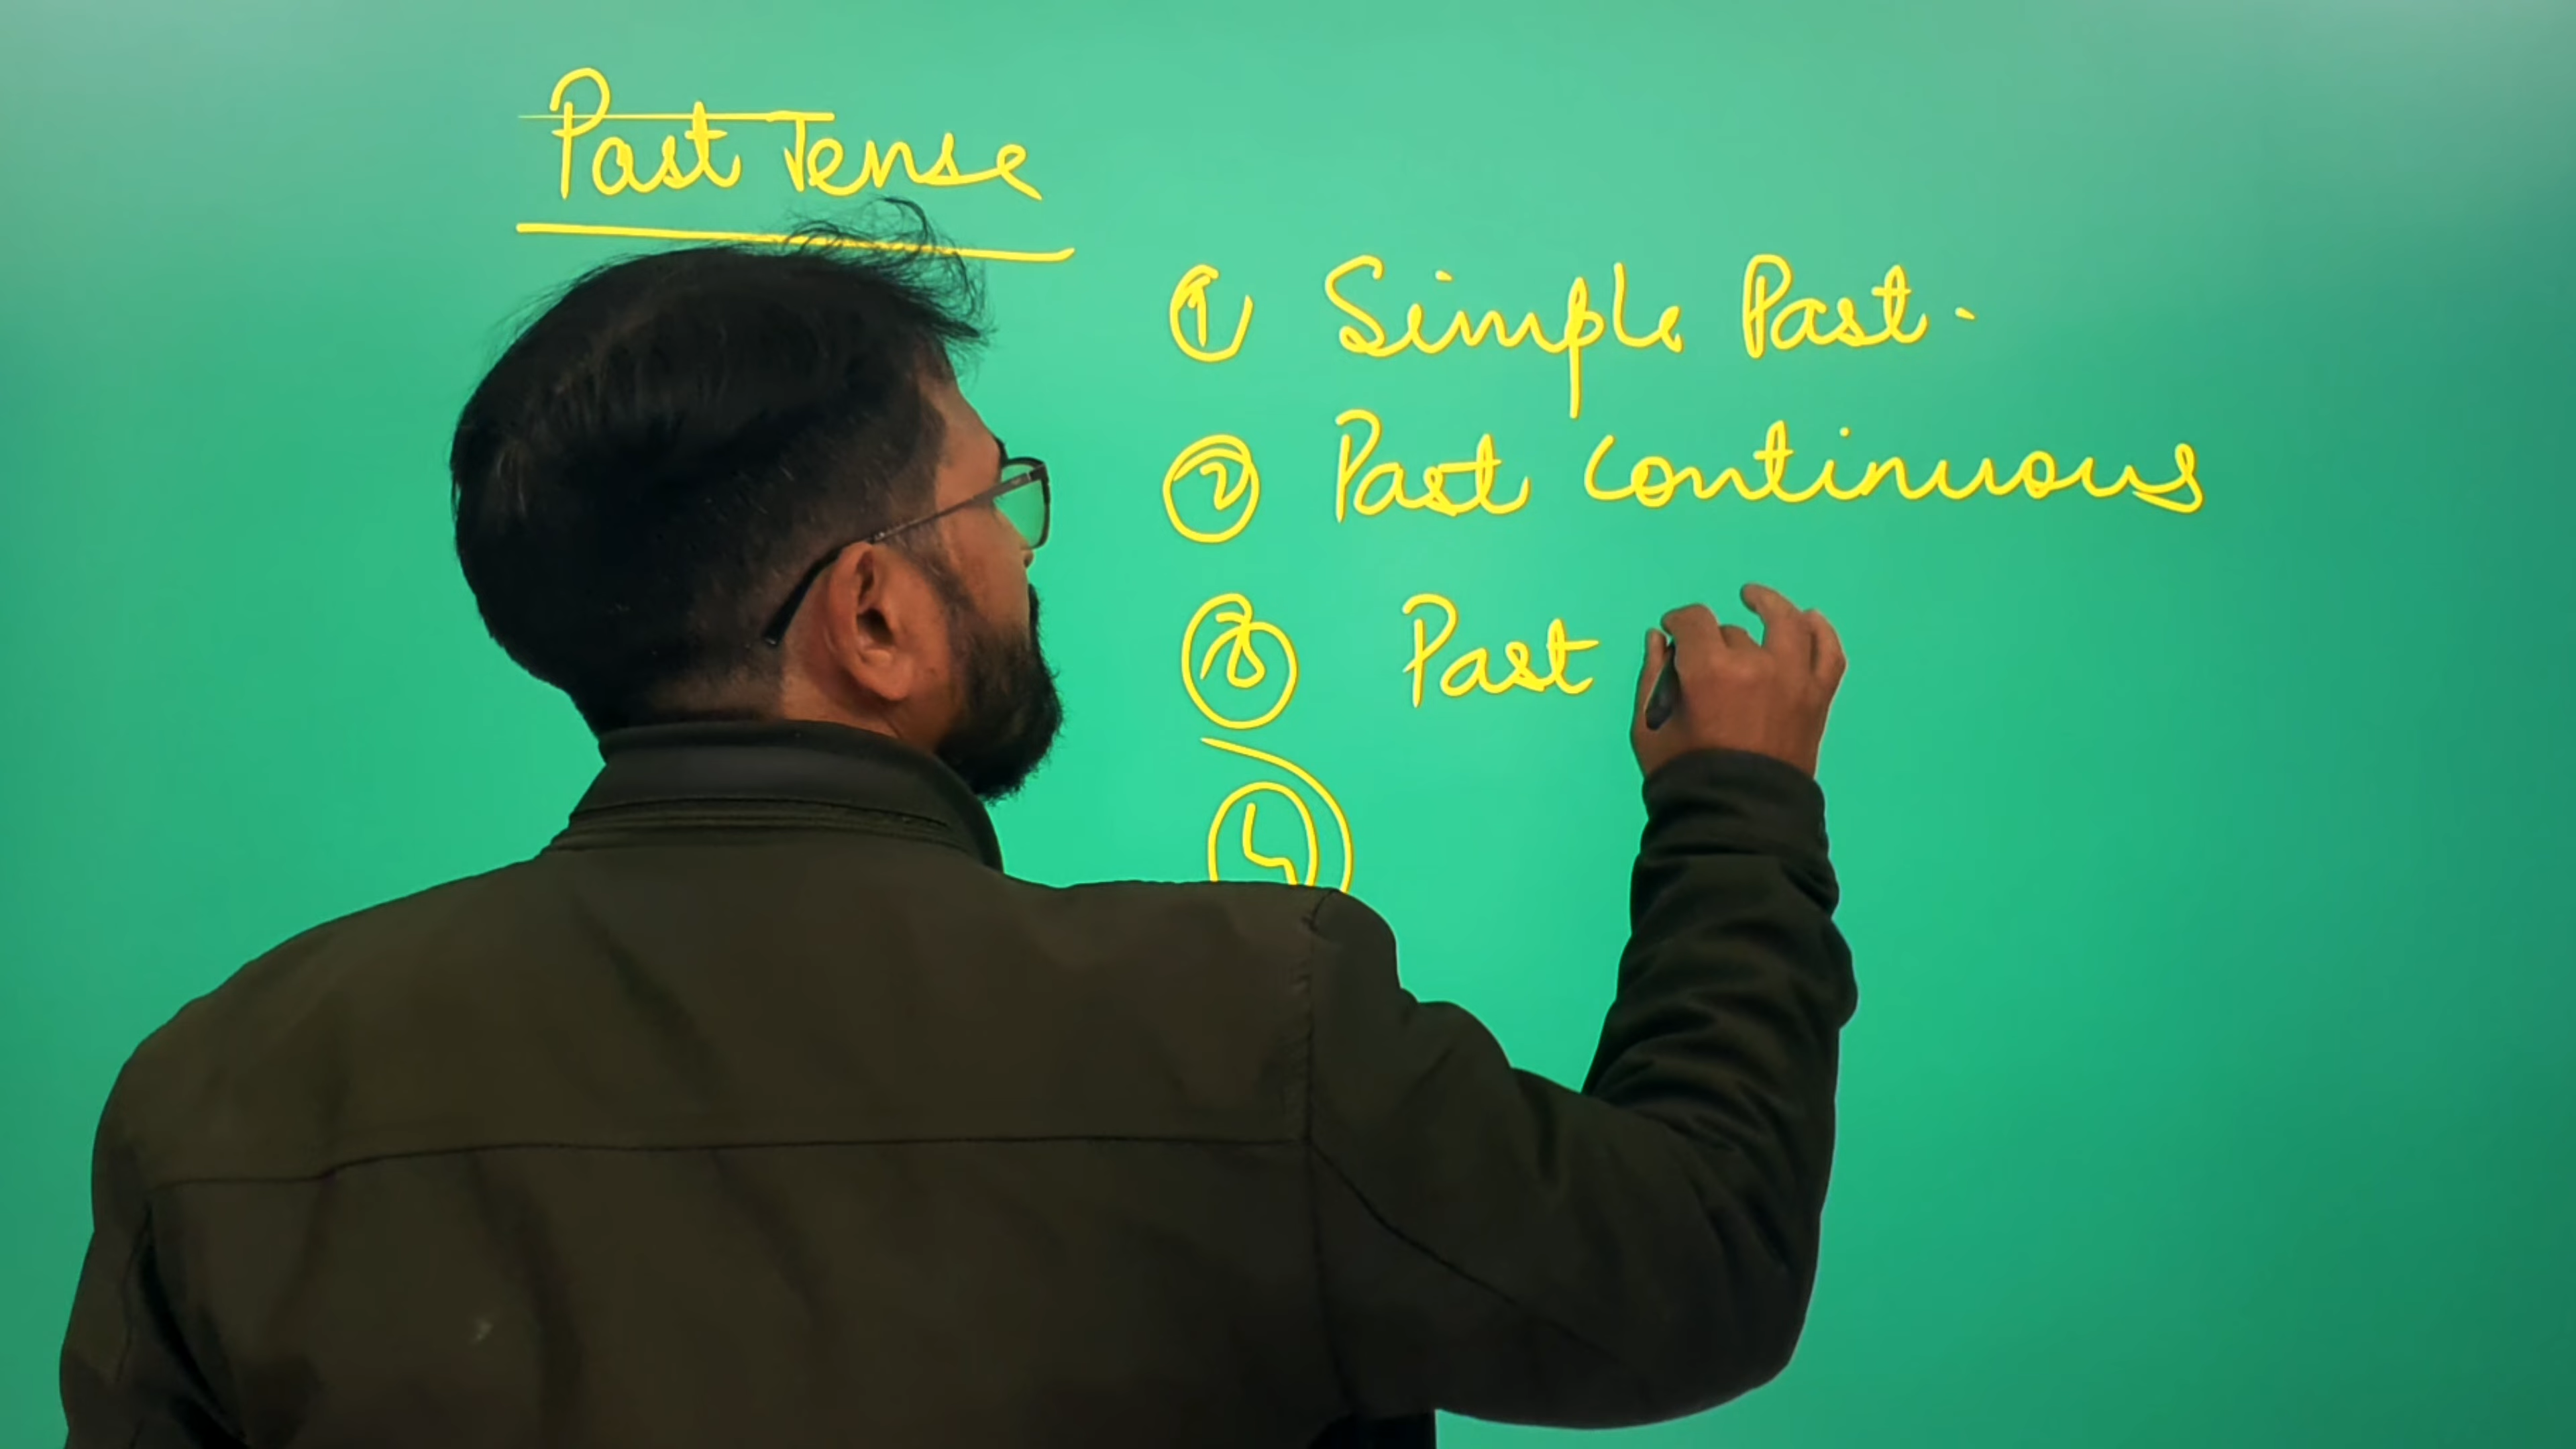 Past Tense
① Simple Past.
② Past continuous
③ Past
④